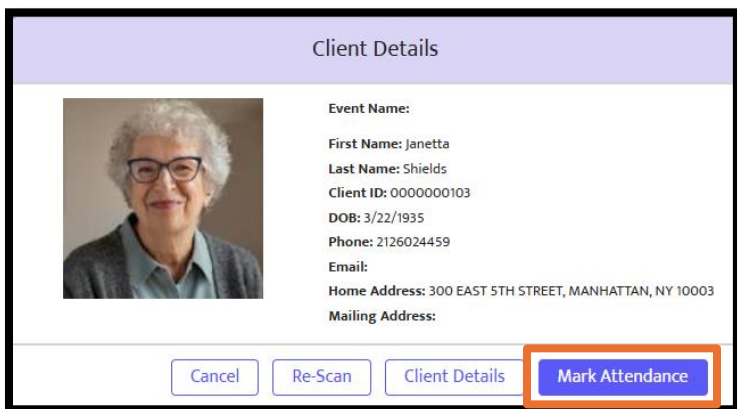 Client Details
Event Name:
First Name: Janetta
Last Name: Shields
Client ID: 0000000103
DOB: 3/22/1935
Phone: 2126024459
Email:
Home Address: 300 EAST 5TH STREET, MANHATTAN, NY 10003
Mailing Address:
Cancel Re-Scan Client Details Mark Attendance